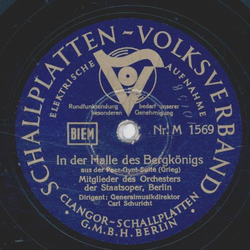 SCHALLPLATTEN-VOLKSVERBAND
ELEKTRISCHE AUFNAHME
Rundfunksendung bedarf unserer
besonderen Genehmigung
BIEM
Nr. M 1569
In der Halle des Bergkönigs
aus der Peer-Gynt-Suite (Grieg)
Mitglieder des Orchesters
der Staatsoper, Berlin
Dirigent: Generalmusikdirektor
Carl Schuricht
CLANGOR-SCHALLPLATTEN
G.M.B.H. BERLIN